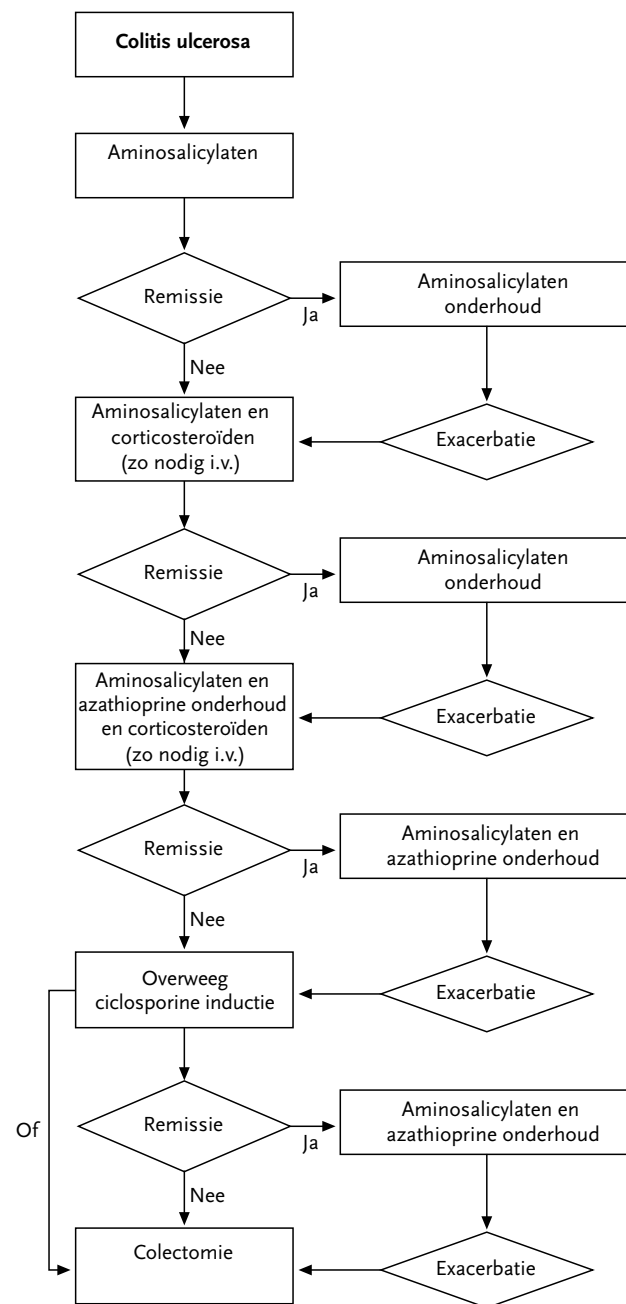 Colitis ulcerosa
Aminosalicylaten
Remissie
Ja
Aminosalicylaten
onderhoud
Nee
Aminosalicylaten en
corticosteroïden
(zo nodig i.v.)
Exacerbatie
Remissie
Ja
Aminosalicylaten
onderhoud
Nee
Aminosalicylaten en
azathioprine onderhoud
en corticosteroïden
(zo nodig i.v.)
Exacerbatie
Remissie
Ja
Aminosalicylaten en
azathioprine onderhoud
Nee
Overweeg
ciclosporine inductie
Exacerbatie
Of
Remissie
Ja
Aminosalicylaten en
azathioprine onderhoud
Nee
Colectomie
Exacerbatie